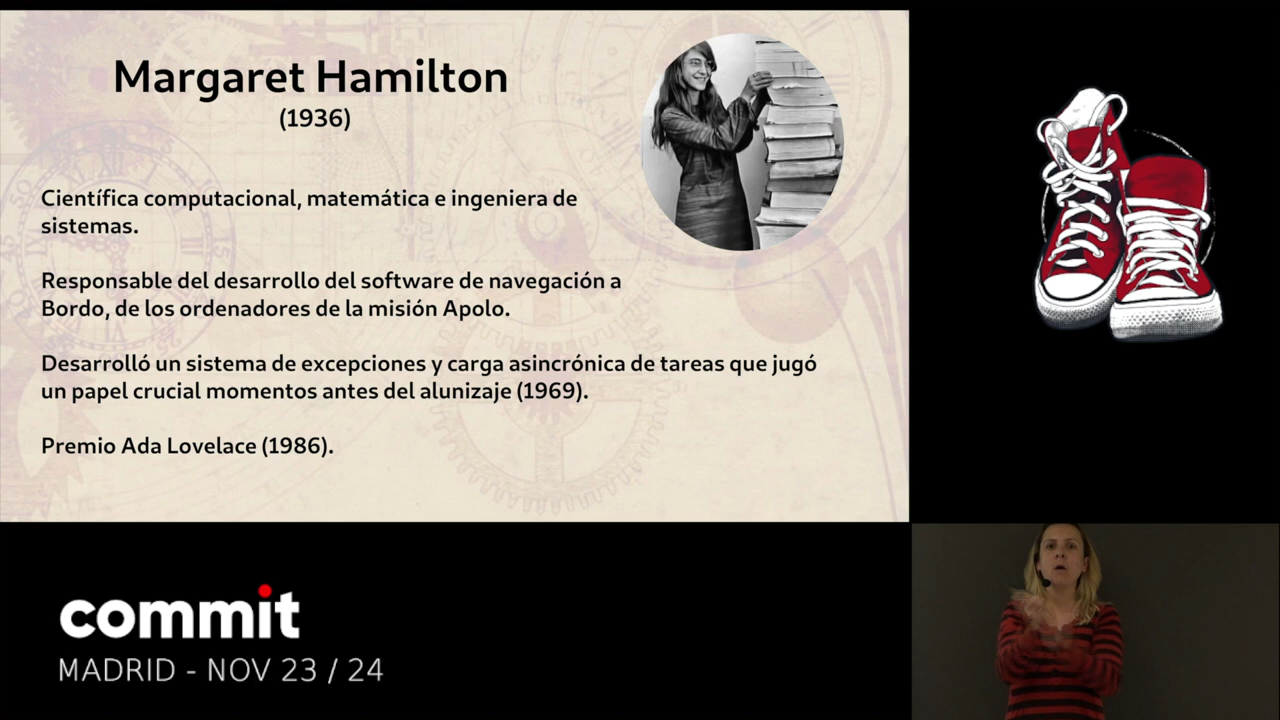 Margaret Hamilton
(1936)
Científica computacional, matemática e ingeniera de
sistemas.
Responsable del desarrollo del software de navegación a
Bordo, de los ordenadores de la misión Apolo.
Desarrolló un sistema de excepciones y carga asincrónica de tareas que jugó
un papel crucial momentos antes del alunizaje (1969).
Premio Ada Lovelace (1986).
commit
MADRID - NOV 23 / 24